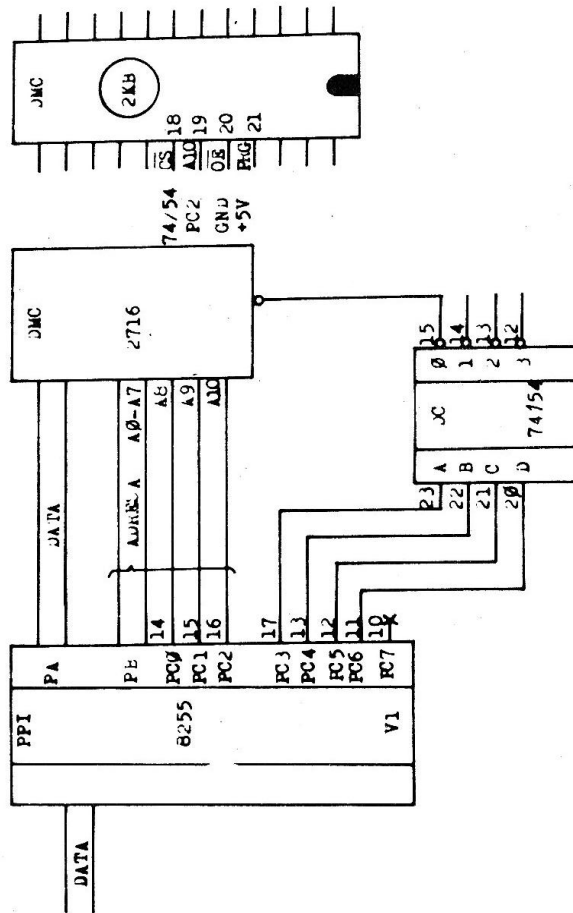 DMC
2KB
CS 18
A10 19
OE 20
PRG 21
74/54
PC2
GND
+5V
DMC
2716
DATA
A0-A7
A8
A9
A10
15 0
14 1
13 2
12 3
DC
74154
23 A
22 B
21 C
20 D
PPI
8255
V1
PA
PB
PC0 14
PC1 15
PC2 16
PC3 17
PC4 13
PC5 12
PC6 11
PC7 10
DATA